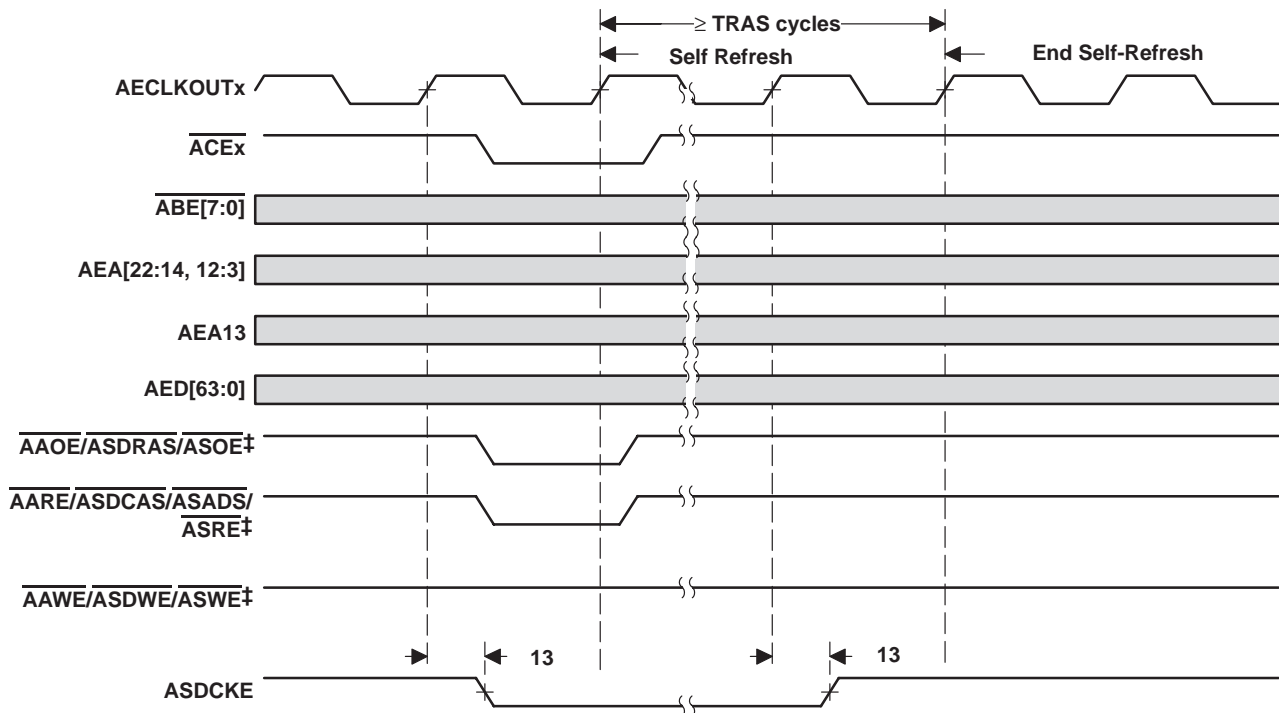 ≥ TRAS cycles
Self Refresh
End Self-Refresh
AECLKOUTx
ACEx
ABE[7:0]
AEA[22:14, 12:3]
AEA13
AED[63:0]
AAOE/ASDRAS/ASOE‡
AARE/ASDCAS/ASADS/
ASRE‡
AAWE/ASDWE/ASWE‡
13
13
ASDCKE